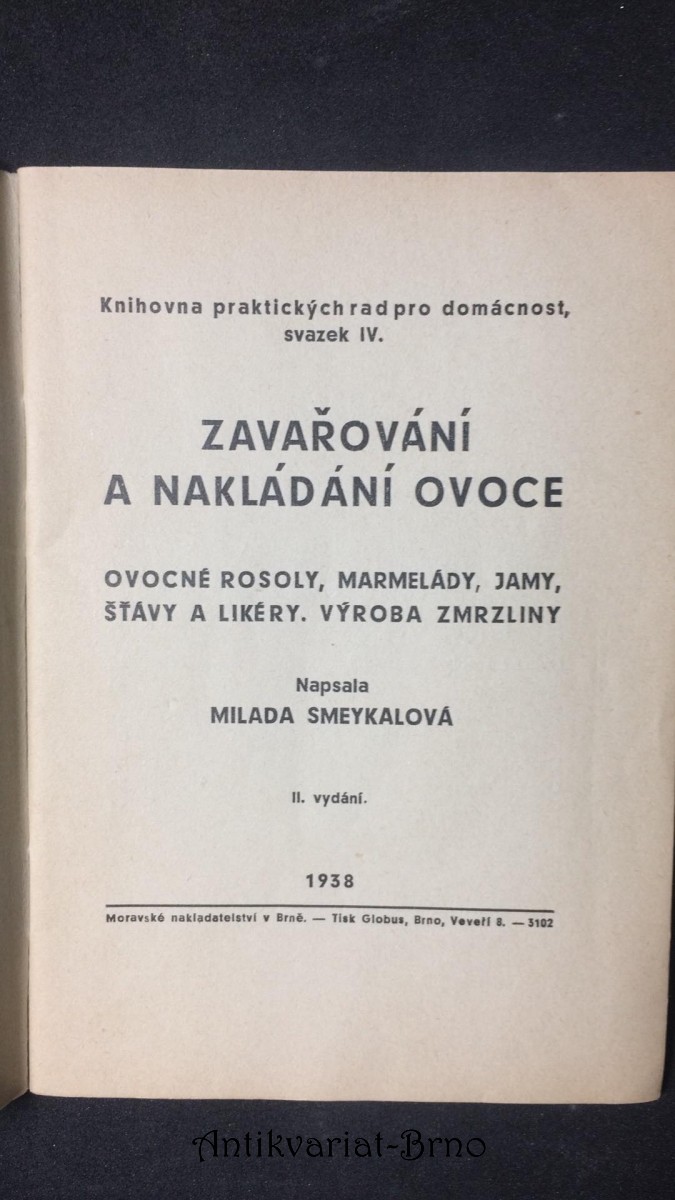 Knihovna praktických rad pro domácnost,
svazek IV.
ZAVAŘOVÁNÍ
A NAKLÁDÁNÍ OVOCE
OVOCNÉ ROSOLY, MARMELÁDY, JAMY,
ŠŤÁVY A LIKÉRY. VÝROBA ZMRZLINY
Napsala
MILADA SMEYKALOVÁ
II. vydání.
1938
Moravské nakladatelství v Brně. — Tisk Globus, Brno, Veveří 8. — 3102
Antikvariat-Brno